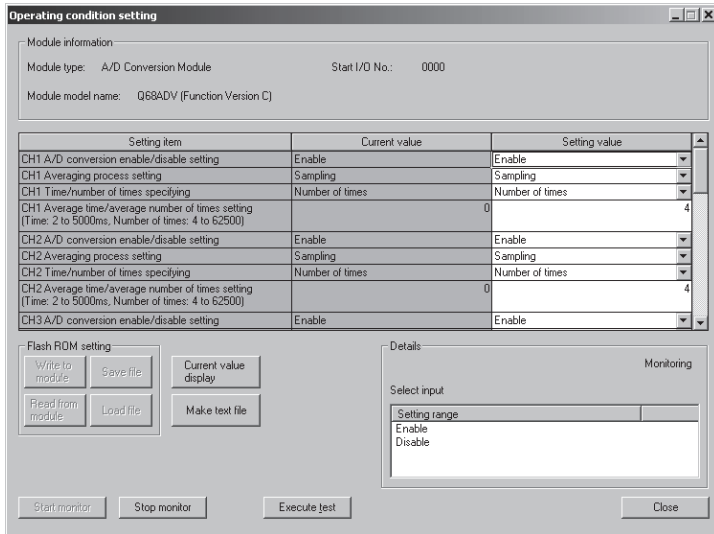 Operating condition setting
Module information
Module type: A/D Conversion Module Start I/O No.: 0000
Module model name: Q68ADV (Function Version C)
Setting item Current value Setting value
CH1 A/D conversion enable/disable setting Enable Enable
CH1 Averaging process setting Sampling Sampling
CH1 Time/number of times specifying Number of times Number of times
CH1 Average time/average number of times setting 0 4
(Time: 2 to 5000ms, Number of times: 4 to 62500)
CH2 A/D conversion enable/disable setting Enable Enable
CH2 Averaging process setting Sampling Sampling
CH2 Time/number of times specifying Number of times Number of times
CH2 Average time/average number of times setting 0 4
(Time: 2 to 5000ms, Number of times: 4 to 62500)
CH3 A/D conversion enable/disable setting Enable Enable
Flash ROM setting
Write to
module
Save file
Current value
display
Read from
module
Load file
Make text file
Details
Monitoring
Select input
Setting range
Enable
Disable
Start monitor Stop monitor Execute test Close